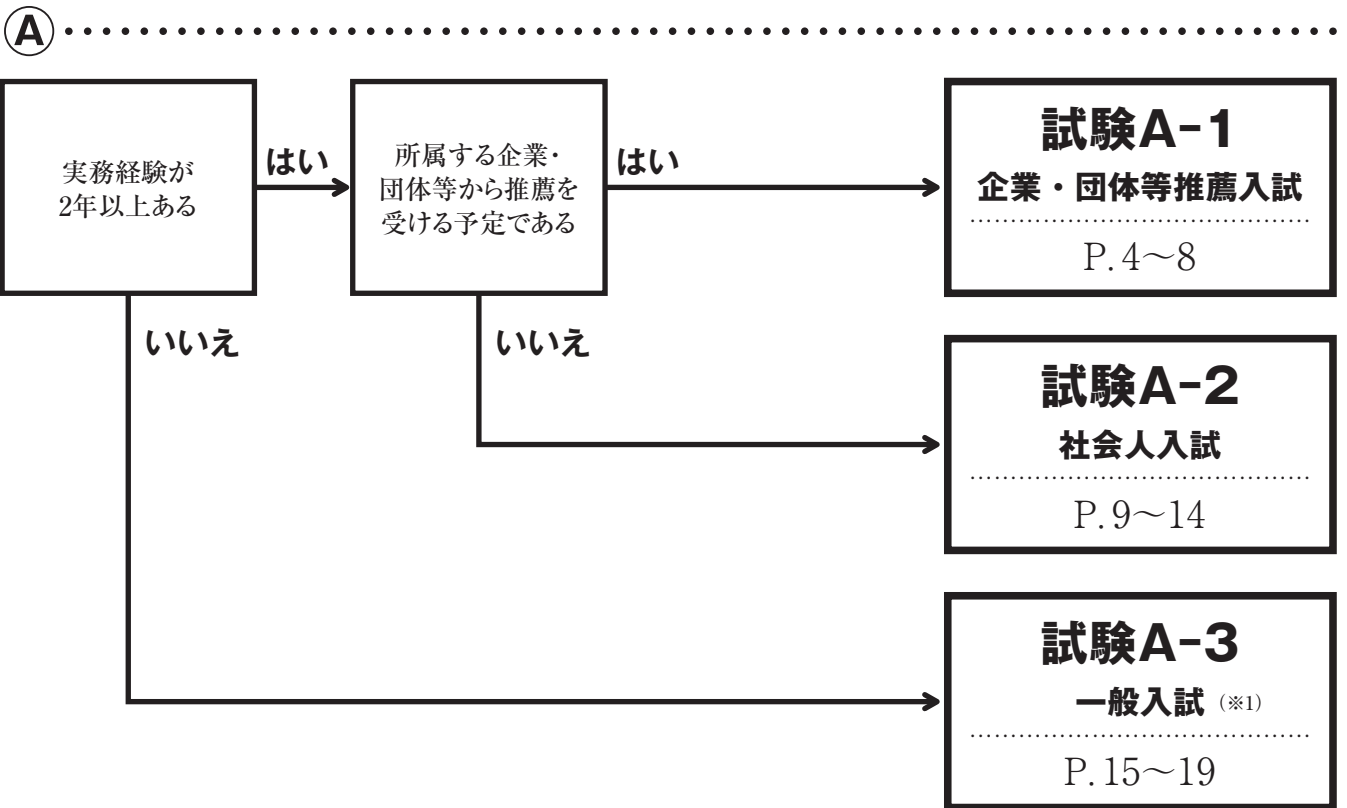 A
実務経験が
2年以上ある
はい
所属する企業・
団体等から推薦を
受ける予定である
はい
試験A-1
企業・団体等推薦入試
P.4〜8
いいえ
いいえ
試験A-2
社会人入試
P.9〜14
試験A-3
一般入試（※1）
P.15〜19